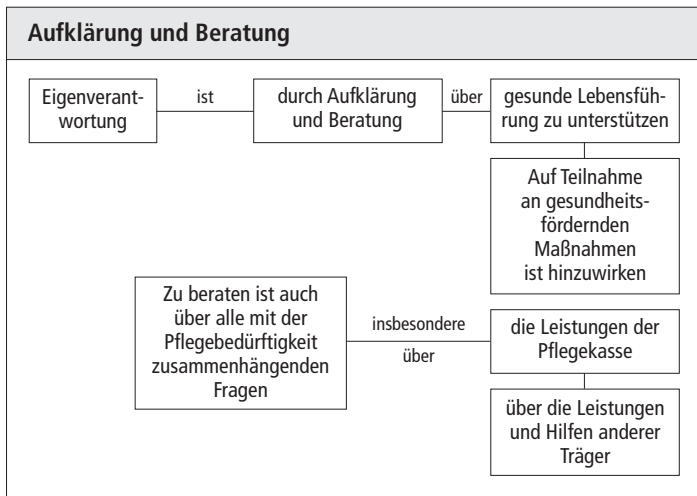 Aufklärung und Beratung
Eigenverant-
wortung
ist
durch Aufklärung
und Beratung
über
gesunde Lebensfüh-
rung zu unterstützen
Auf Teilnahme
an gesundheits-
fördernden
Maßnahmen
ist hinzuwirken
Zu beraten ist auch
über alle mit der
Pflegebedürftigkeit
zusammenhängenden
Fragen
insbesondere
über
die Leistungen der
Pflegekasse
über die Leistungen
und Hilfen anderer
Träger